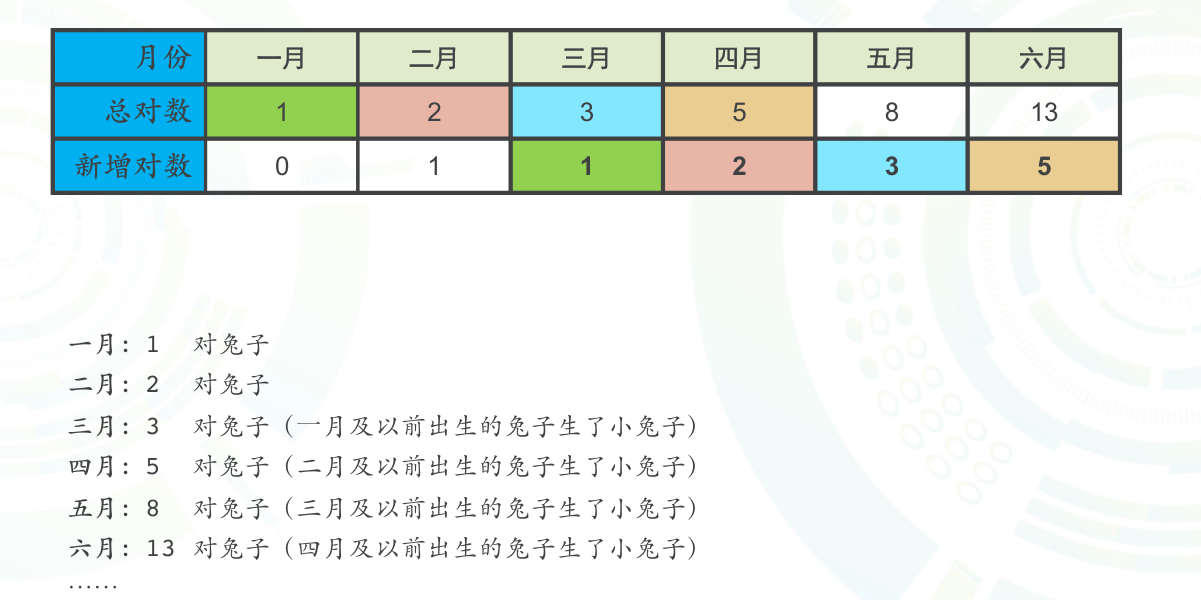 月份 一月 二月 三月 四月 五月 六月
总对数 1 2 3 5 8 13
新增对数 0 1 1 2 3 5
一月: 1 对兔子
二月: 2 对兔子
三月: 3 对兔子（一月及以前出生的兔子生了小兔子）
四月: 5 对兔子（二月及以前出生的兔子生了小兔子）
五月: 8 对兔子（三月及以前出生的兔子生了小兔子）
六月: 13 对兔子（四月及以前出生的兔子生了小兔子）
……